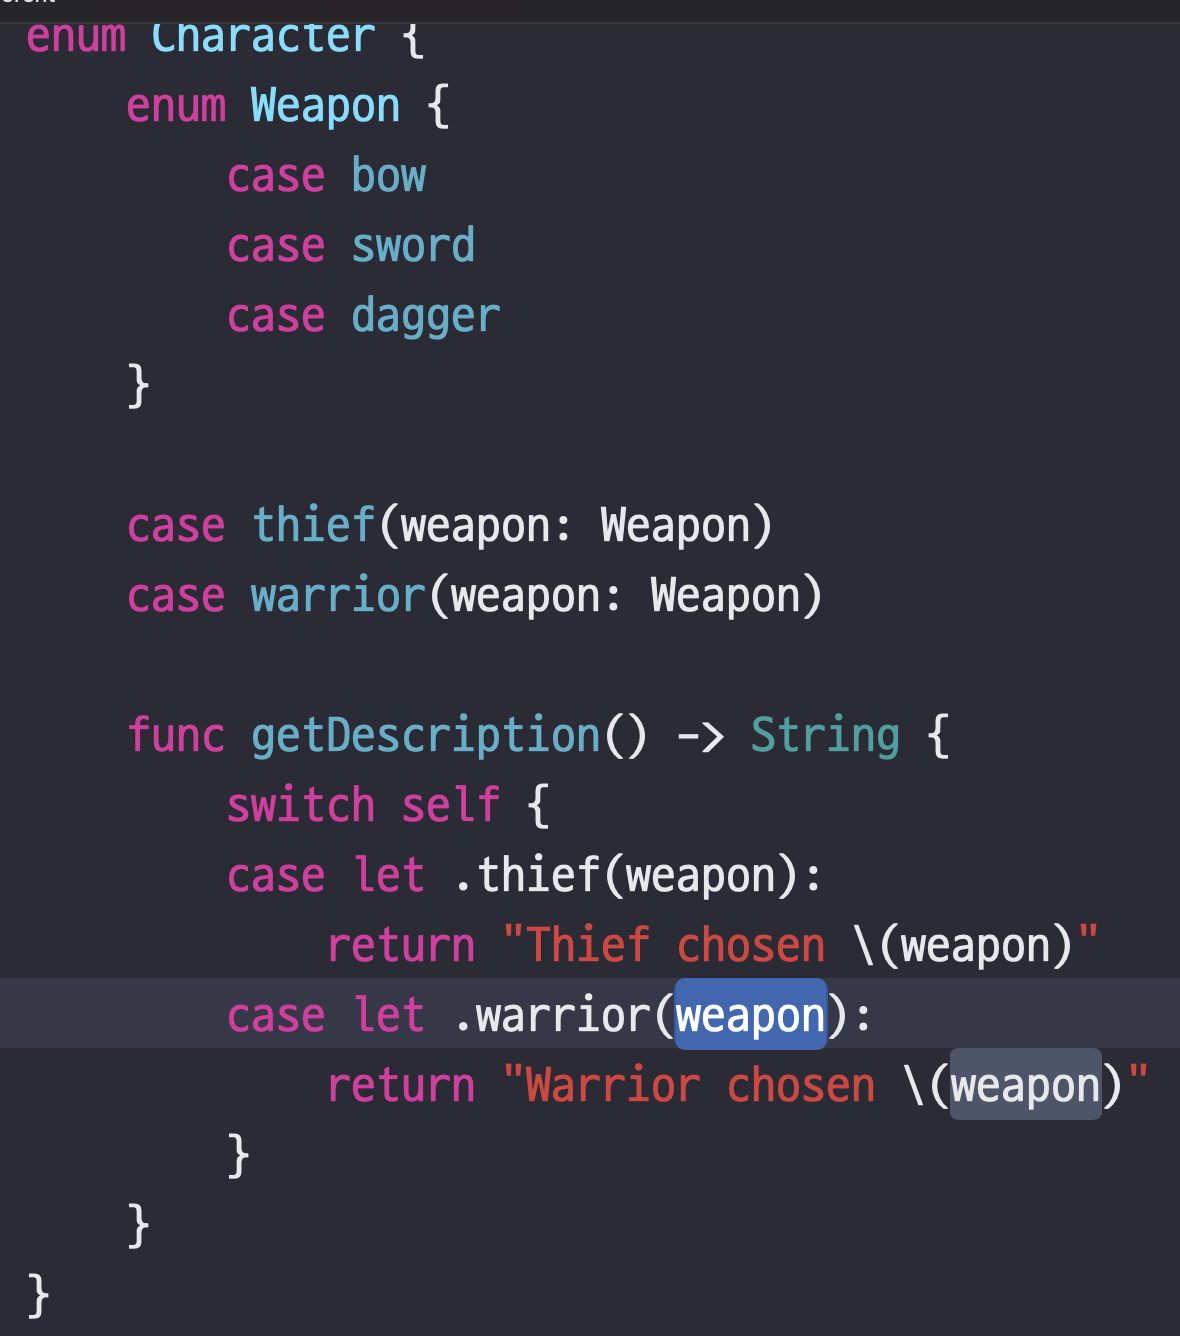 enum Character {
enum Weapon {
case bow
case sword
case dagger
}
case thief(weapon: Weapon)
case warrior(weapon: Weapon)
func getDescription() -> String {
switch self {
case let .thief(weapon):
return "Thief chosen \(weapon)"
case let .warrior(weapon):
return "Warrior chosen \(weapon)"
}
}
}